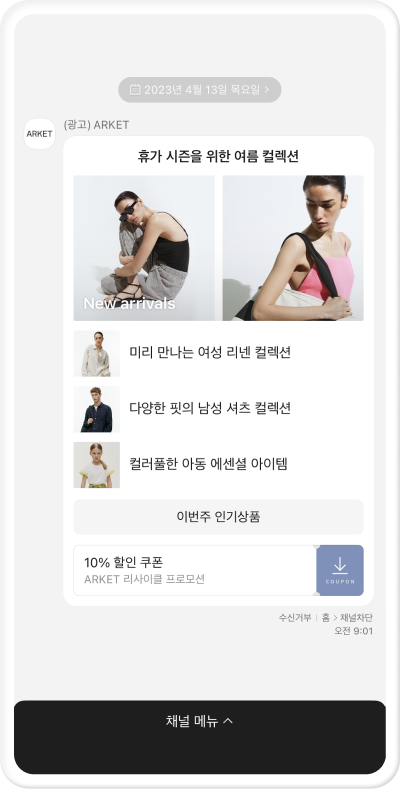 2023년 4월 13일 목요일 >
ARKET
(광고) ARKET
휴가 시즌을 위한 여름 컬렉션
New arrivals
미리 만나는 여성 리넨 컬렉션
다양한 핏의 남성 셔츠 컬렉션
컬러풀한 아동 에센셜 아이템
이번주 인기상품
10% 할인 쿠폰
ARKET 리사이클 프로모션
COUPON
수신거부 | 홈 > 채널차단
오전 9:01
채널 메뉴